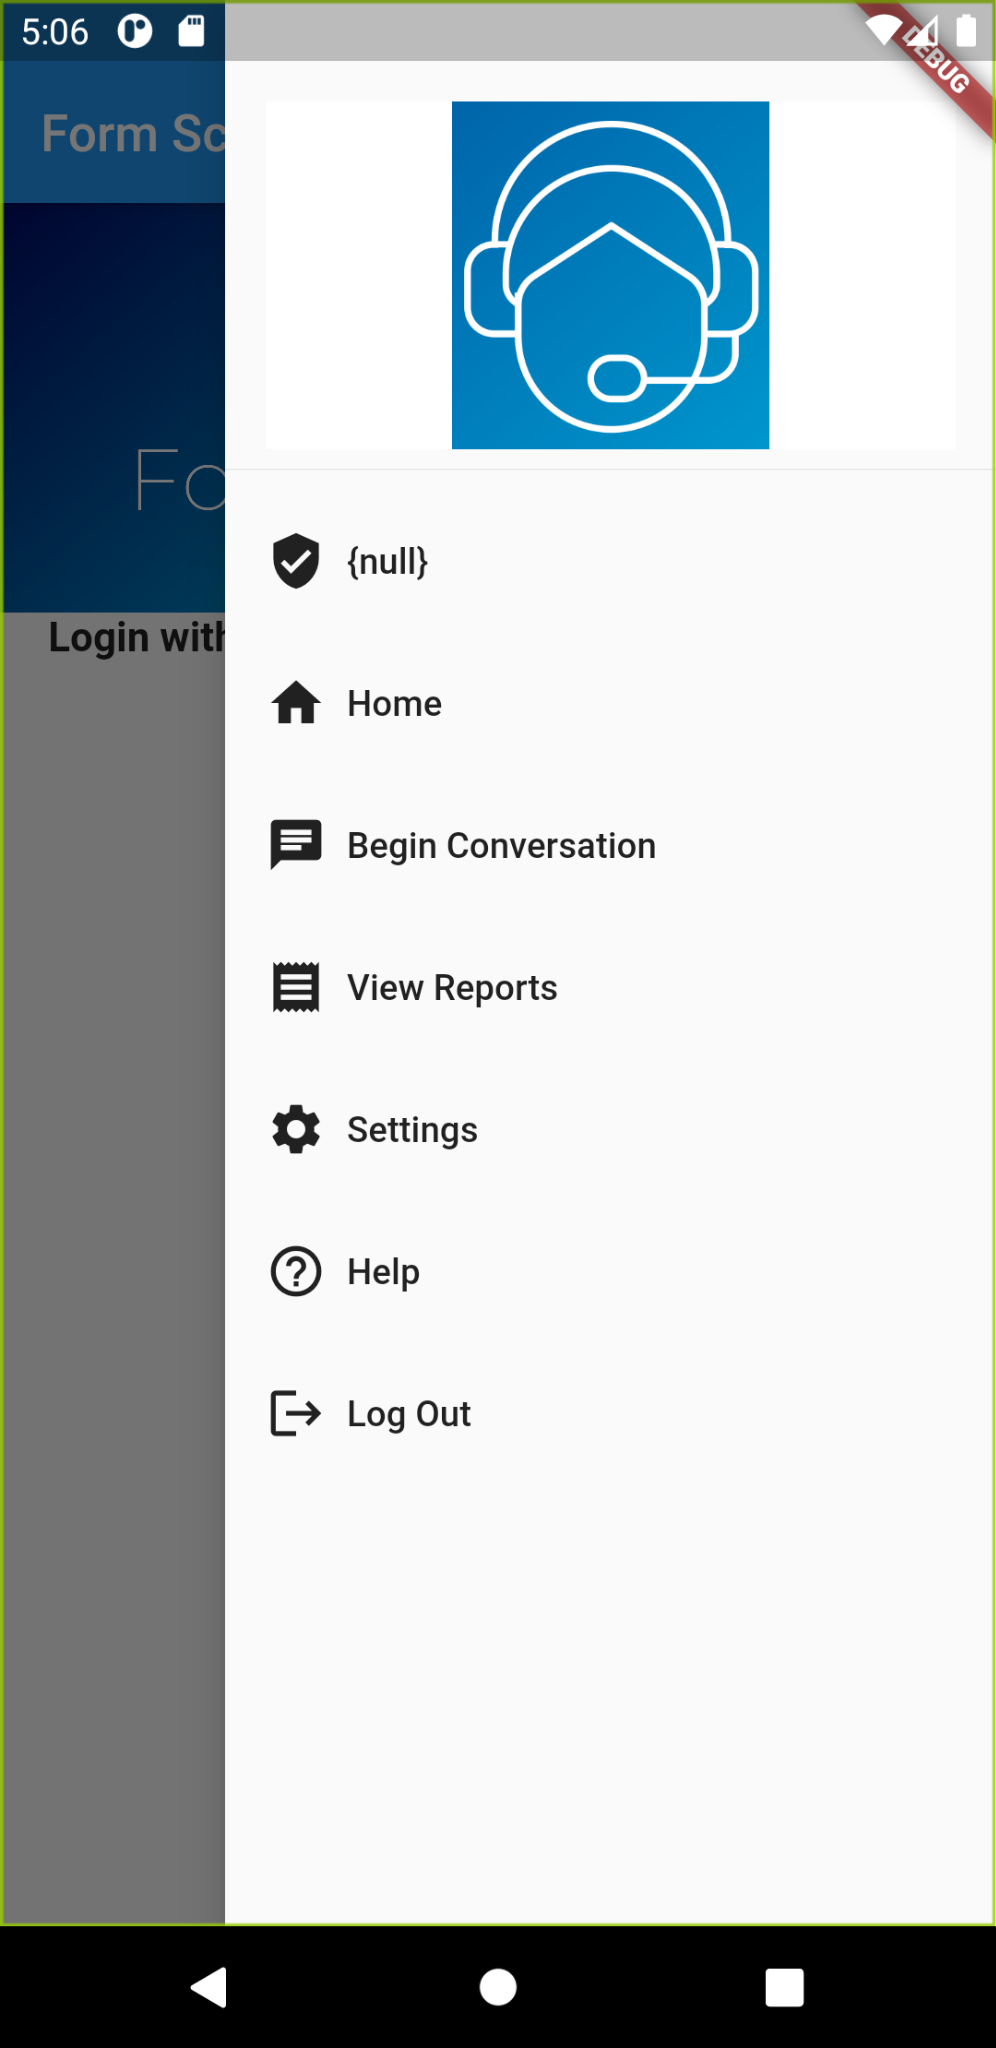 5:06
DEBUG
Form Sc
Fo
Login with
{null}
Home
Begin Conversation
View Reports
Settings
Help
Log Out